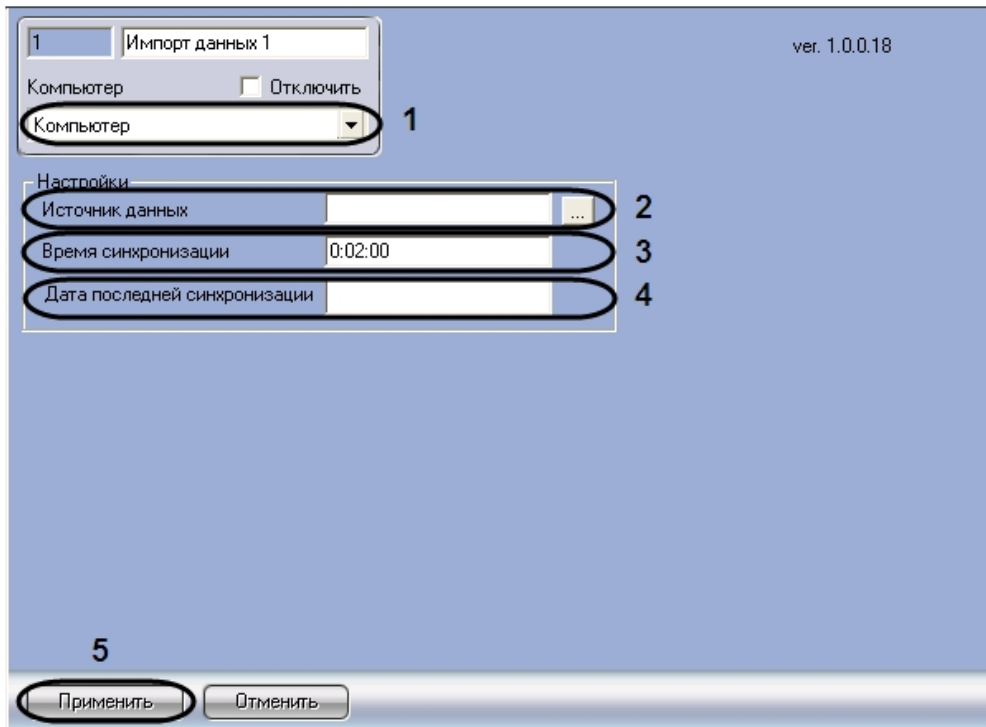 1 Импорт данных 1
ver. 1.0.0.18
Компьютер Отключить
Компьютер 1
Настройки
Источник данных ... 2
Время синхронизации 0:02:00 3
Дата последней синхронизации 4
5
Применить Отменить